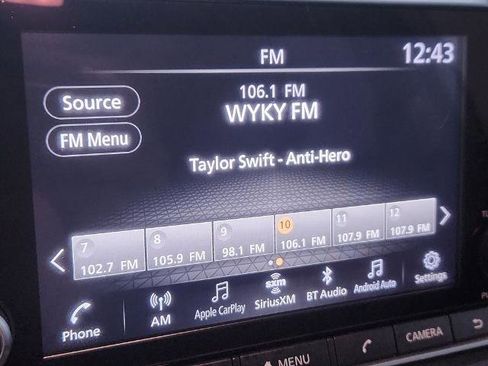 FM
12:43
Source
106.1 FM
WYKY FM
FM Menu
Taylor Swift - Anti-Hero
7 8 9 10 11 12
102.7 FM 105.9 FM 98.1 FM 106.1 FM 107.9 FM 107.9 FM
Phone
AM
Apple CarPlay
sxm
SiriusXM
BT Audio
Android Auto
Settings
MENU
CAMERA